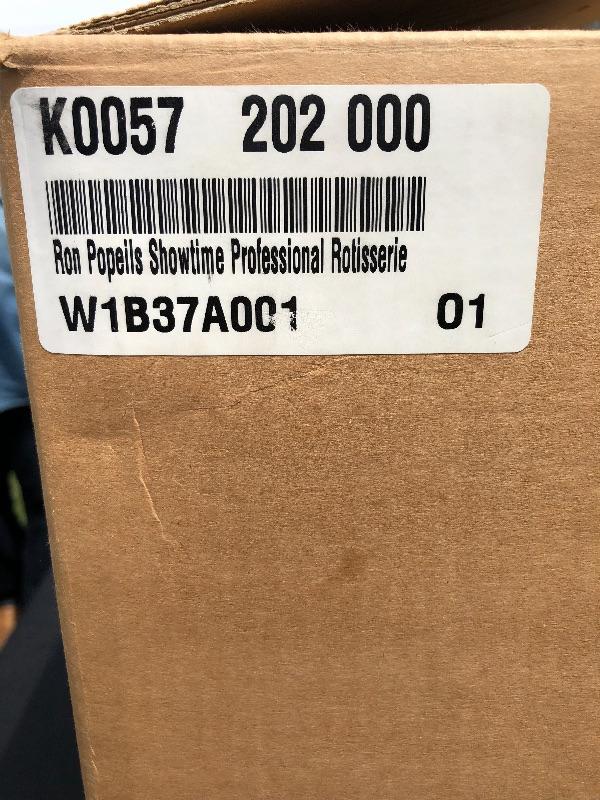 K0057 202 000
Ron Popeils Showtime Professional Rotisserie
W1B37A001 01